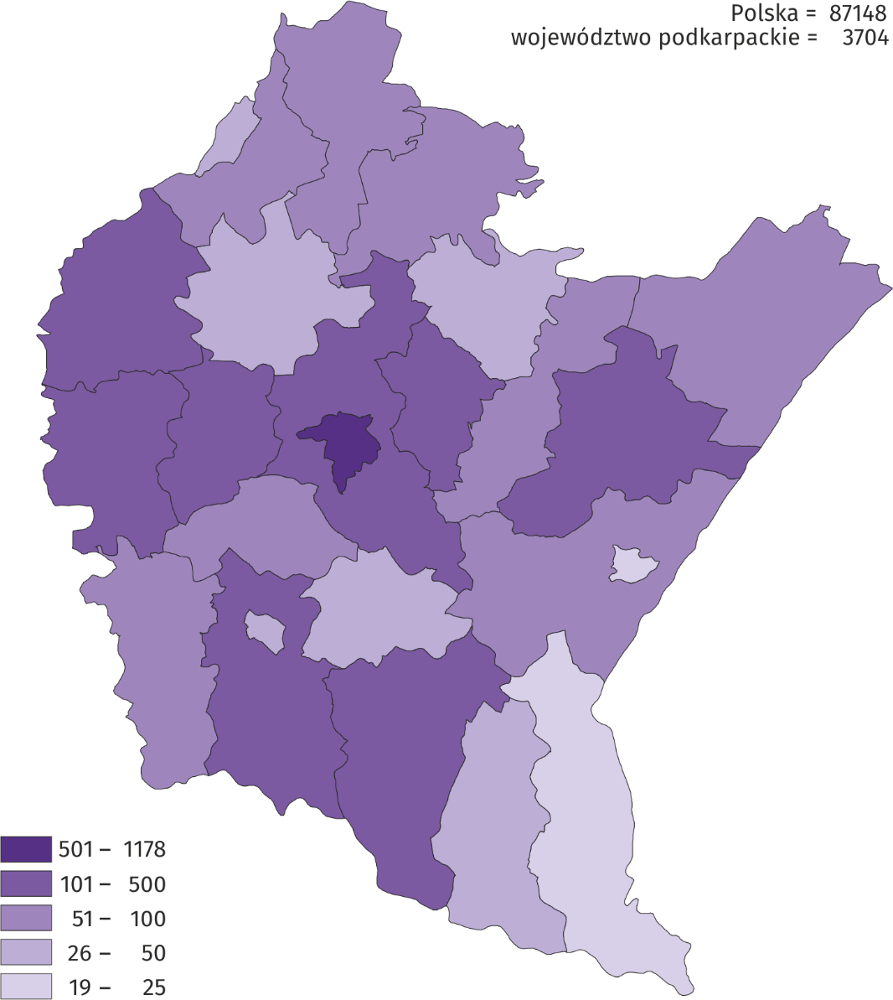 Polska = 87148
województwo podkarpackie = 3704
501 – 1178
101 – 500
51 – 100
26 – 50
19 – 25